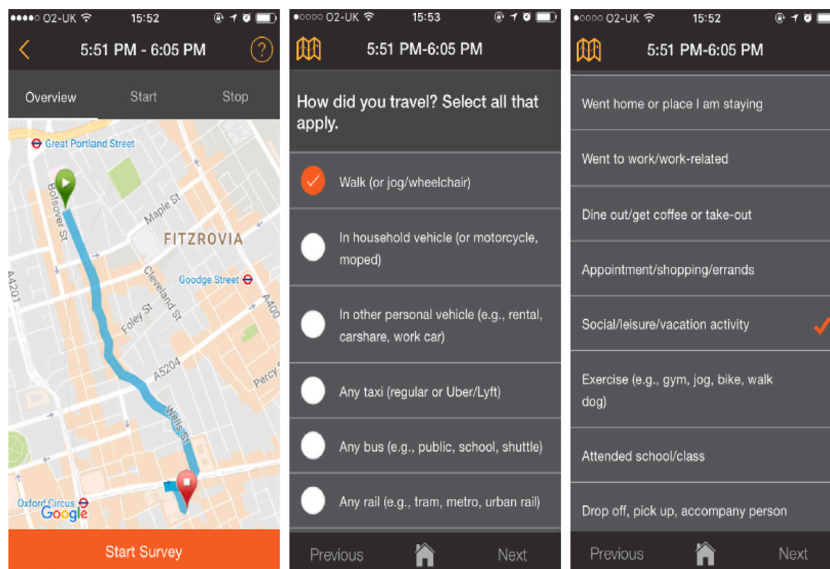 O2-UK 15:52
5:51 PM - 6:05 PM ?
Overview Start Stop
Great Portland Street
Bolsover St
Maple St
FITZROVIA
Cleveland St
Goodge Street
A4201
A400
Foley St
A5204
Percy S
Wells St
Oxford Circus
Google
Start Survey
O2-UK 15:53
5:51 PM-6:05 PM
How did you travel? Select all that
apply.
Walk (or jog/wheelchair)
In household vehicle (or motorcycle,
moped)
In other personal vehicle (e.g., rental,
carshare, work car)
Any taxi (regular or Uber/Lyft)
Any bus (e.g., public, school, shuttle)
Any rail (e.g., tram, metro, urban rail)
Previous Next
O2-UK 15:52
5:51 PM-6:05 PM
Went home or place I am staying
Went to work/work-related
Dine out/get coffee or take-out
Appointment/shopping/errands
Social/leisure/vacation activity
Exercise (e.g., gym, jog, bike, walk
dog)
Attended school/class
Drop off, pick up, accompany person
Previous Next